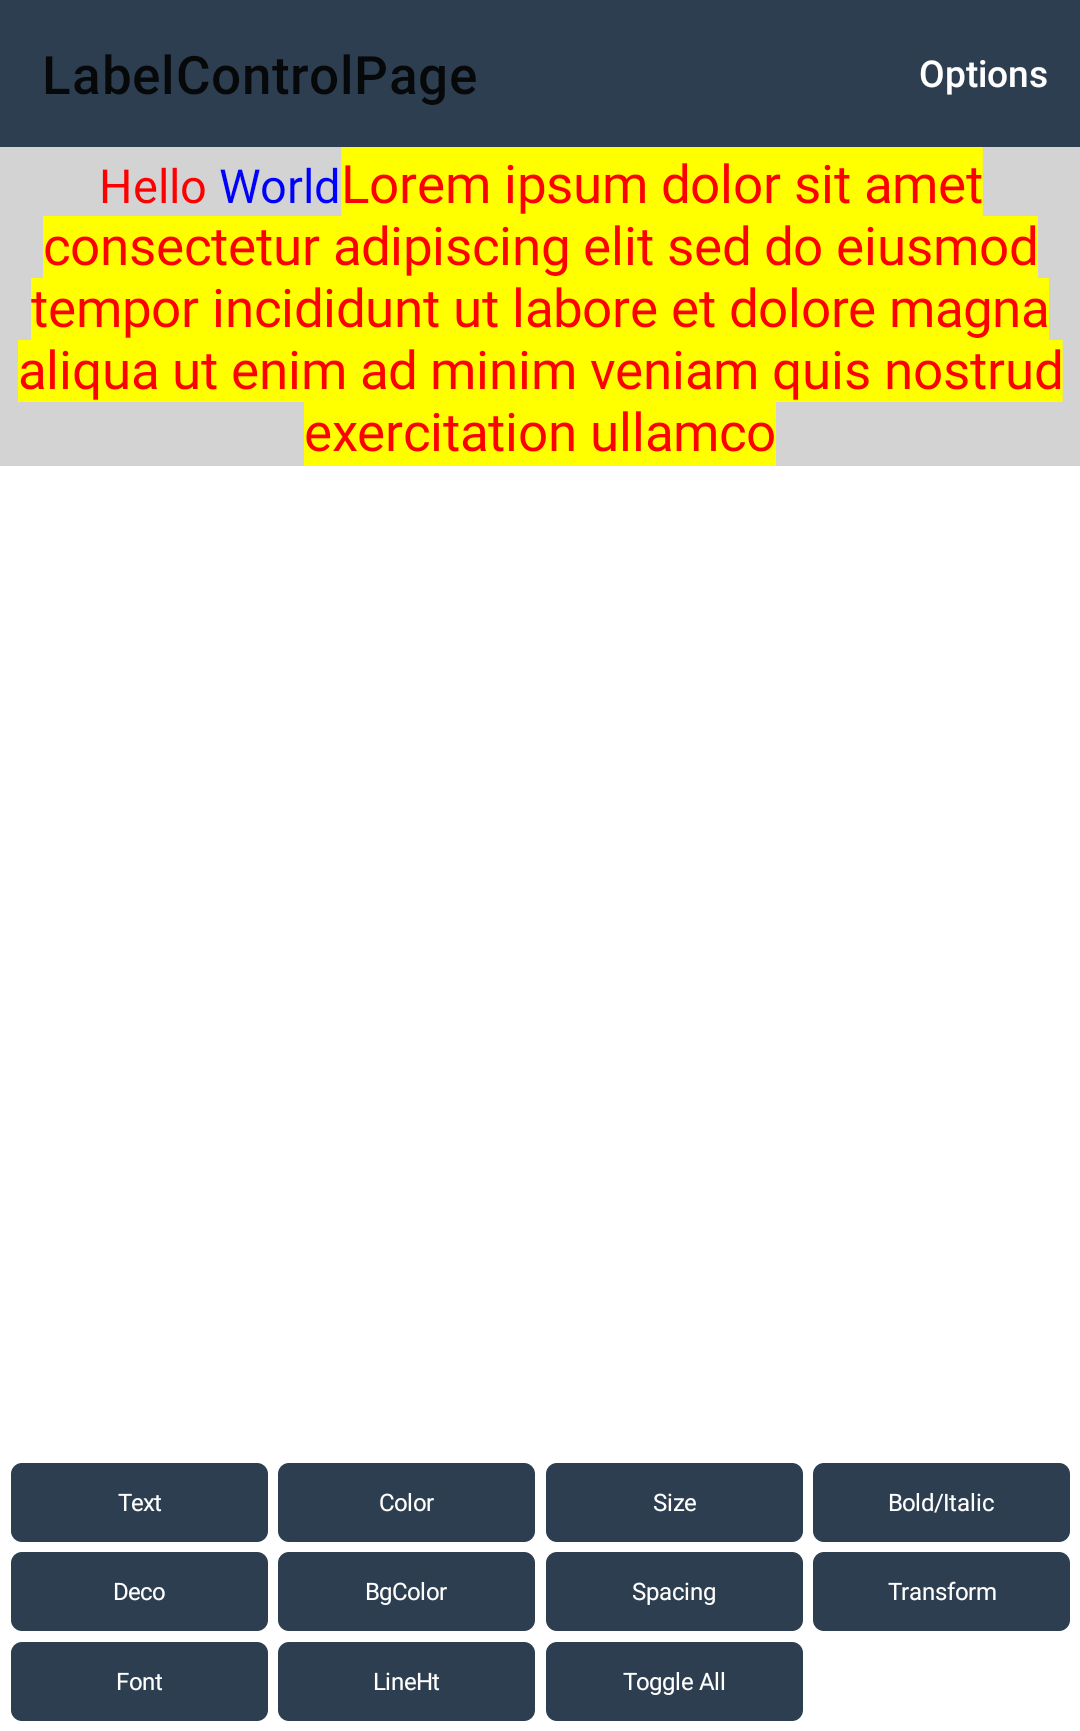 LabelControlPage Options
Hello WorldLorem ipsum dolor sit amet
consectetur adipiscing elit sed do eiusmod
tempor incididunt ut labore et dolore magna
aliqua ut enim ad minim veniam quis nostrud
exercitation ullamco
Text Color Size Bold/Italic
Deco BgColor Spacing Transform
Font LineHt Toggle All